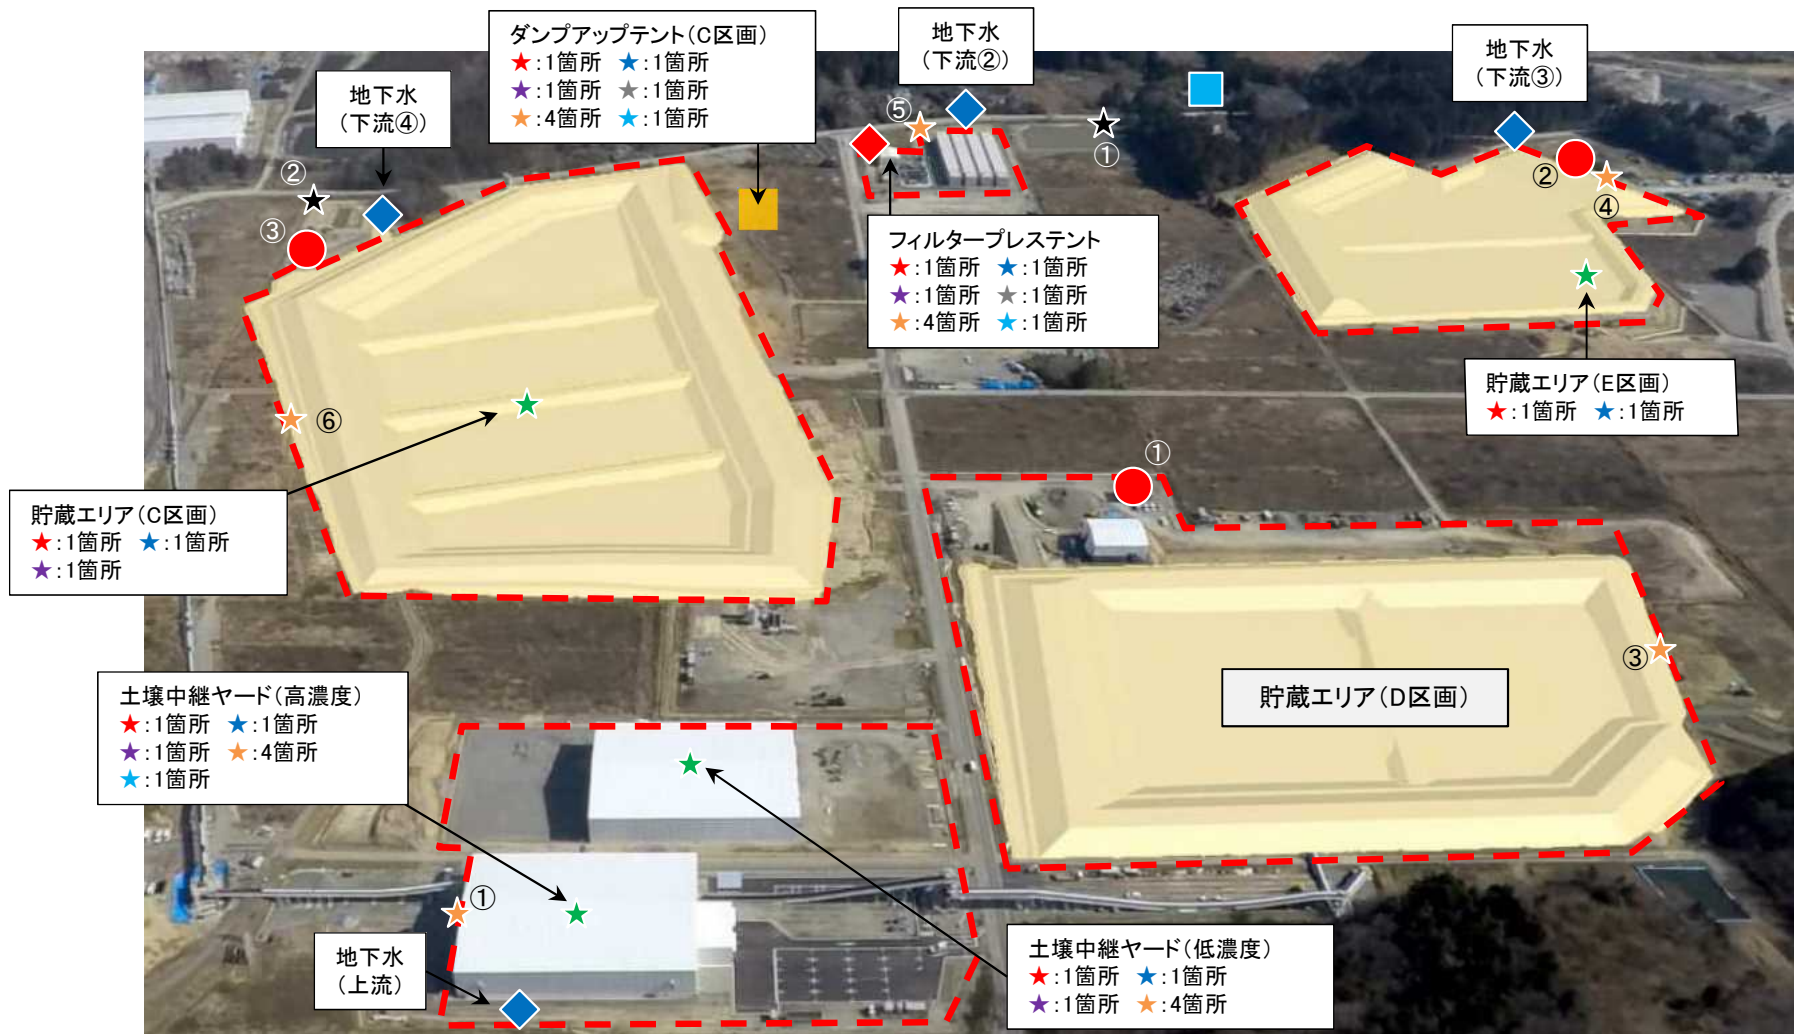 ダンプアップテント(C区画)
★:1箇所 ★:1箇所
★:1箇所 ★:1箇所
★:4箇所 ★:1箇所
地下水
(下流②)
地下水
(下流③)
地下水
(下流④)
⑤
①
②
②
④
③
フィルタープレステント
★:1箇所 ★:1箇所
★:1箇所 ★:1箇所
★:4箇所 ★:1箇所
貯蔵エリア(E区画)
★:1箇所 ★:1箇所
⑥
①
貯蔵エリア(C区画)
★:1箇所 ★:1箇所
★:1箇所
③
貯蔵エリア(D区画)
土壌中継ヤード(高濃度)
★:1箇所 ★:1箇所
★:1箇所 ★:4箇所
★:1箇所
①
地下水
(上流)
土壌中継ヤード(低濃度)
★:1箇所 ★:1箇所
★:1箇所 ★:4箇所